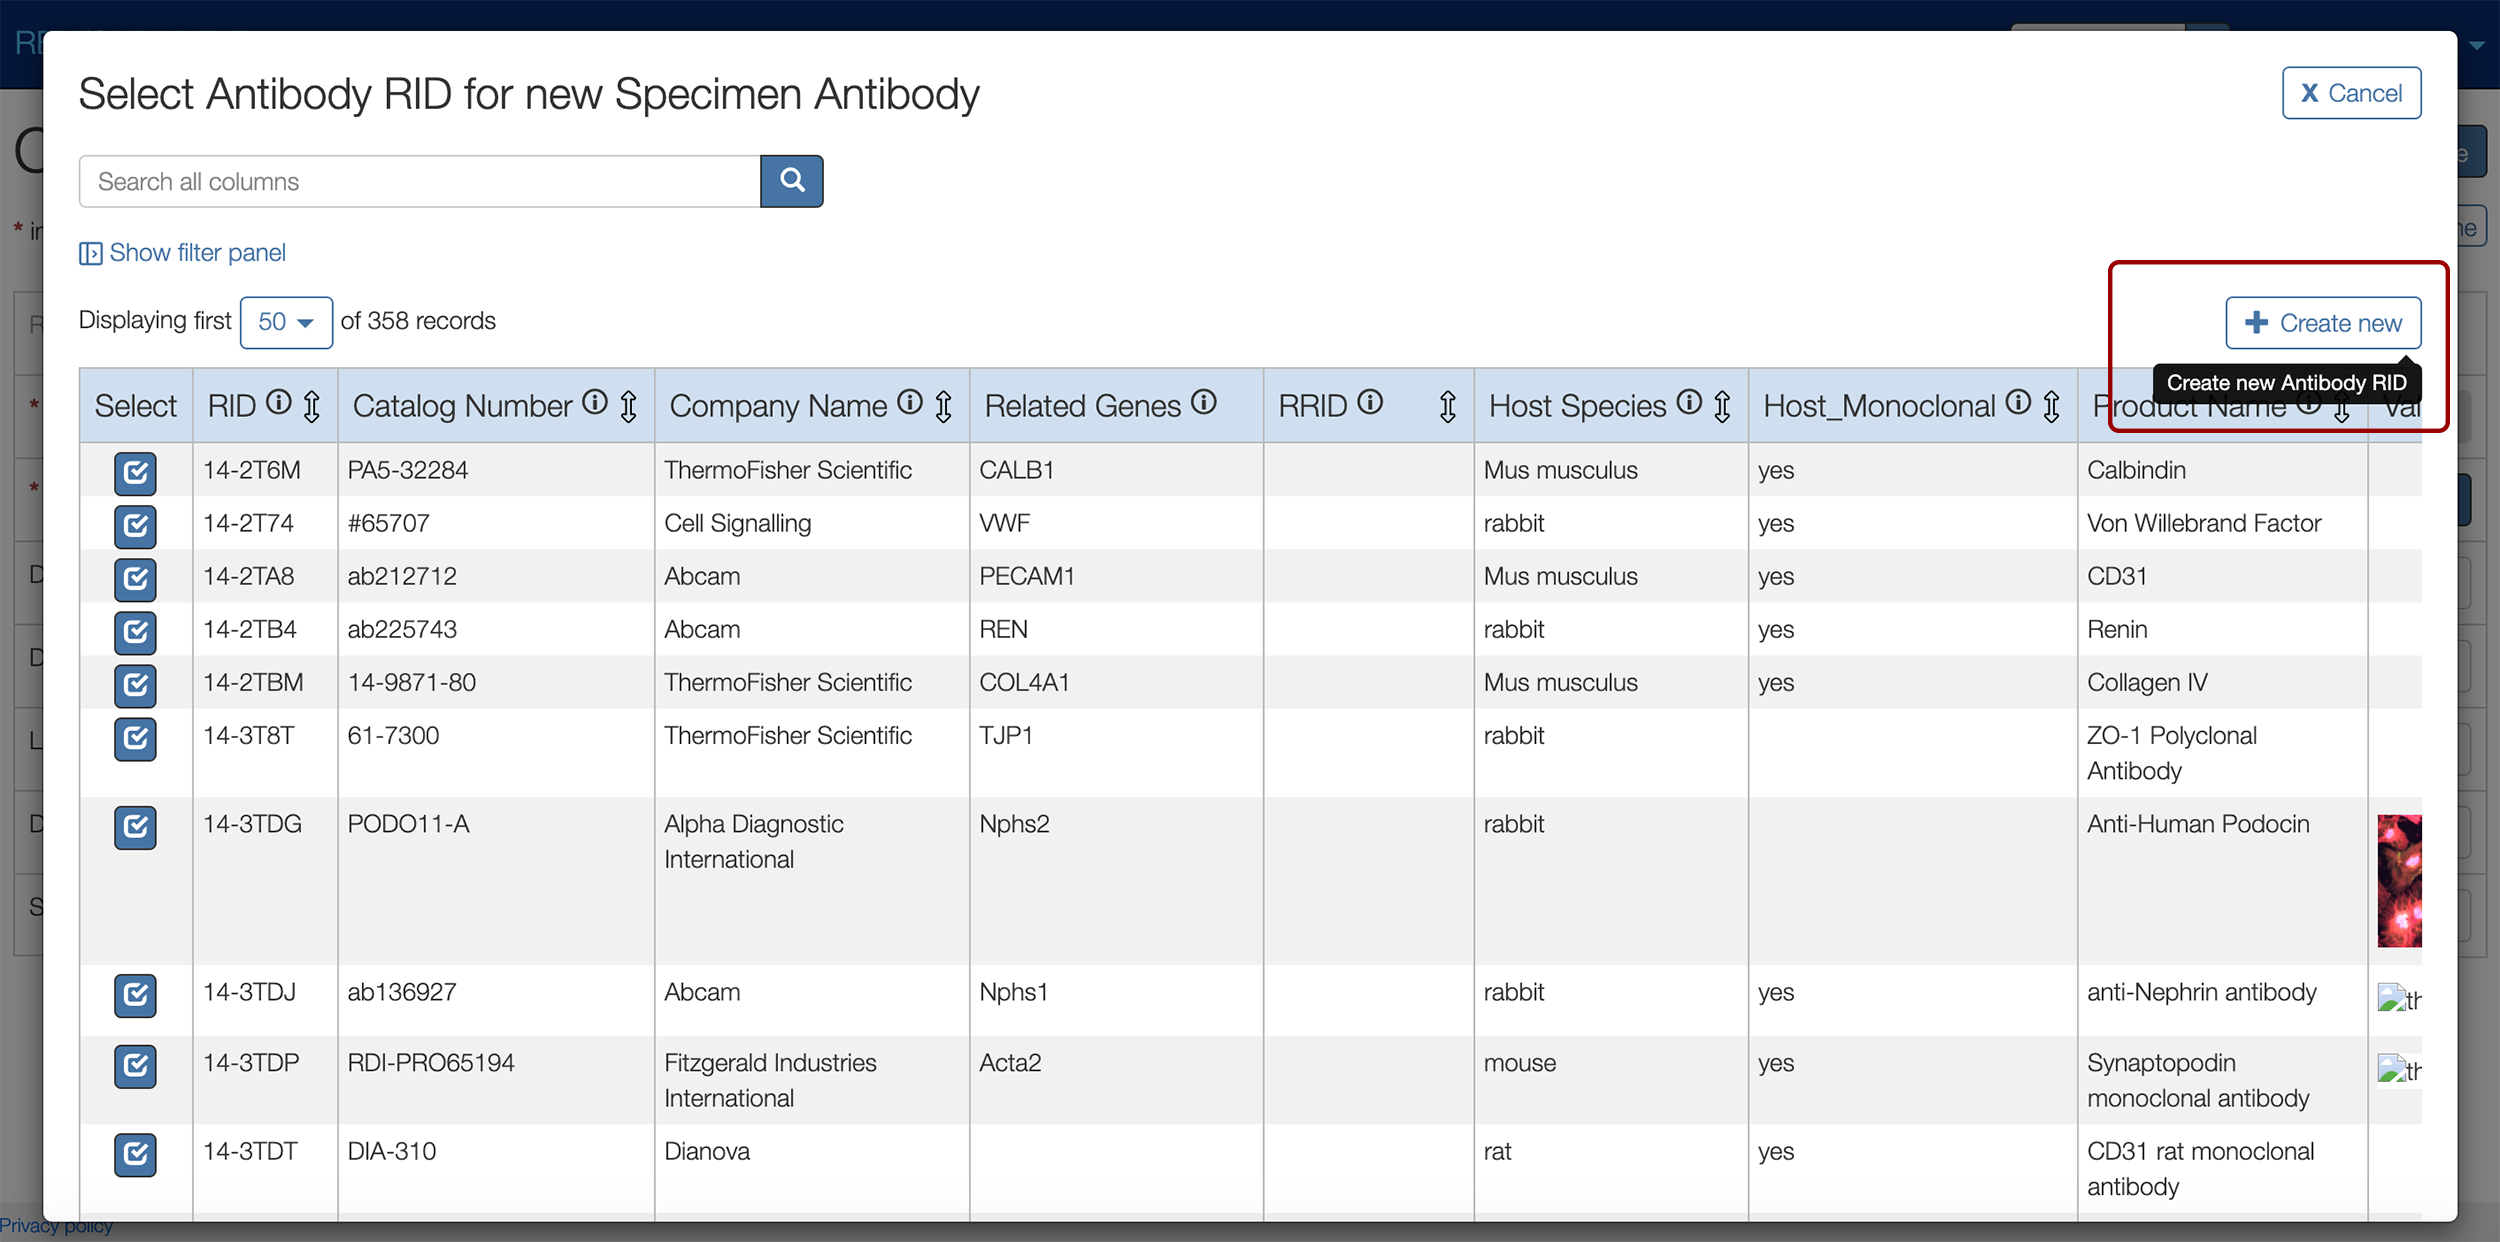 Select Antibody RID for new Specimen Antibody
X Cancel
Search all columns
* in
Show filter panel
Displaying first 50 of 358 records
Create new
Create new Antibody RID
Select RID Catalog Number Company Name Related Genes RRID Host Species Host_Monoclonal Product Name Val
14-2T6M PA5-32284 ThermoFisher Scientific CALB1 Mus musculus yes Calbindin
14-2T74 #65707 Cell Signalling VWF rabbit yes Von Willebrand Factor
14-2TA8 ab212712 Abcam PECAM1 Mus musculus yes CD31
14-2TB4 ab225743 Abcam REN rabbit yes Renin
14-2TBM 14-9871-80 ThermoFisher Scientific COL4A1 Mus musculus yes Collagen IV
14-3T8T 61-7300 ThermoFisher Scientific TJP1 rabbit ZO-1 Polyclonal
Antibody
14-3TDG PODO11-A Alpha Diagnostic Nphs2 rabbit Anti-Human Podocin
International
14-3TDJ ab136927 Abcam Nphs1 rabbit yes anti-Nephrin antibody th
14-3TDP RDI-PRO65194 Fitzgerald Industries Acta2 mouse yes Synaptopodin th
International monoclonal antibody
14-3TDT DIA-310 Dianova rat yes CD31 rat monoclonal
antibody
Privacy policy